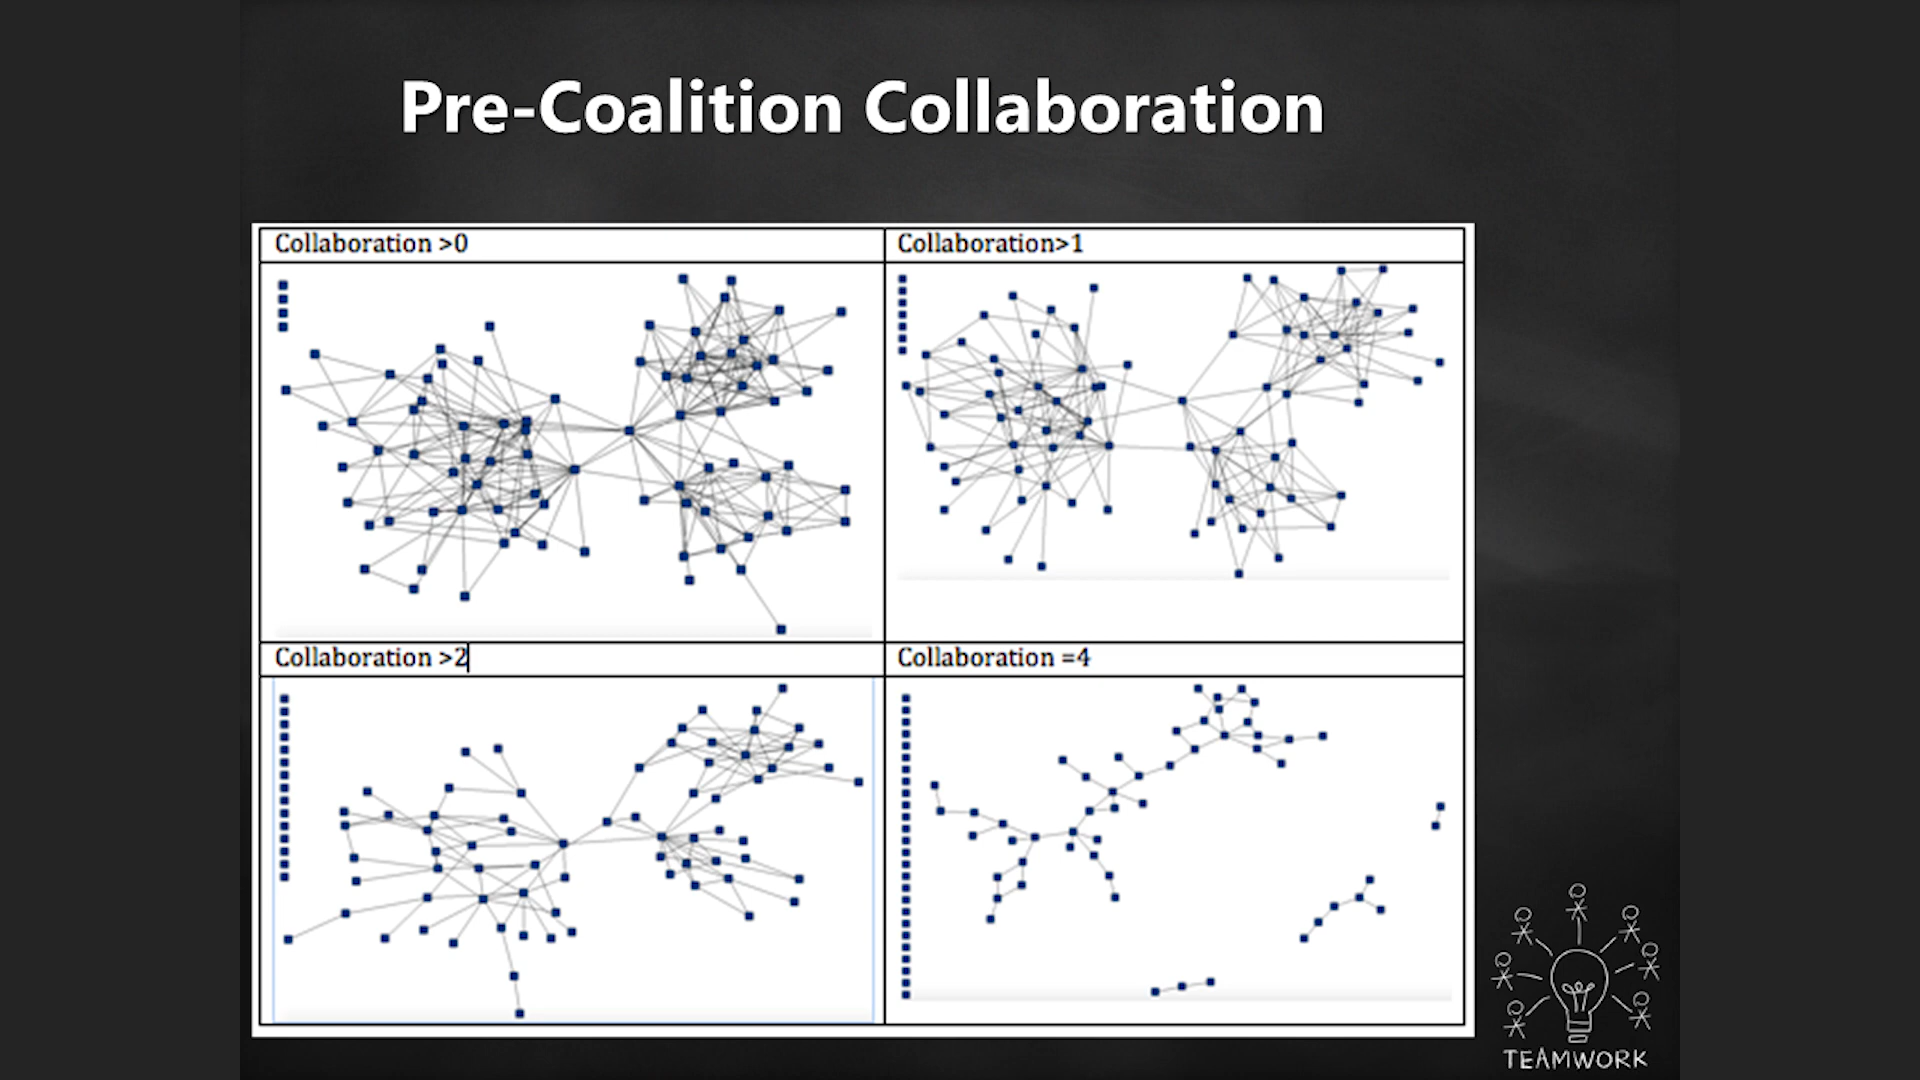 Pre-Coalition Collaboration
Collaboration >0
Collaboration>1
Collaboration >2
Collaboration =4
TEAMWORK